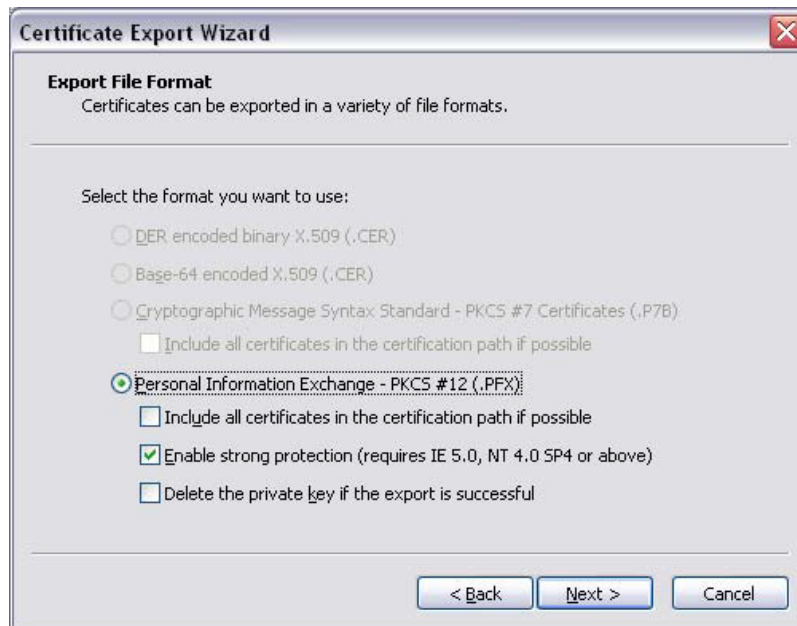 Certificate Export Wizard
Export File Format
Certificates can be exported in a variety of file formats.
Select the format you want to use:
DER encoded binary X.509 (.CER)
Base-64 encoded X.509 (.CER)
Cryptographic Message Syntax Standard - PKCS #7 Certificates (.P7B)
Include all certificates in the certification path if possible
Personal Information Exchange - PKCS #12 (.PFX)
Include all certificates in the certification path if possible
Enable strong protection (requires IE 5.0, NT 4.0 SP4 or above)
Delete the private key if the export is successful
< Back Next > Cancel